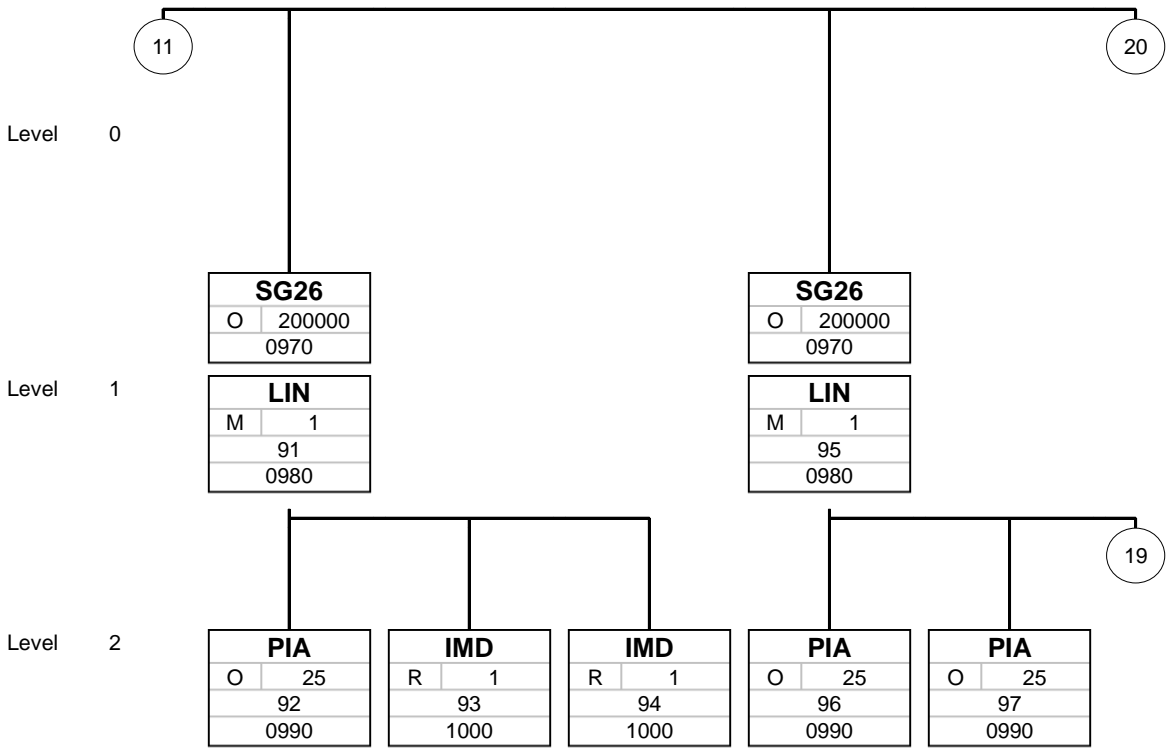 11 20
Level 0
SG26 SG26
O 200000 O 200000
0970 0970
Level 1
LIN LIN
M 1 M 1
91 95
0980 0980
19
Level 2
PIA IMD IMD PIA PIA
O 25 R 1 R 1 O 25 O 25
92 93 94 96 97
0990 1000 1000 0990 0990